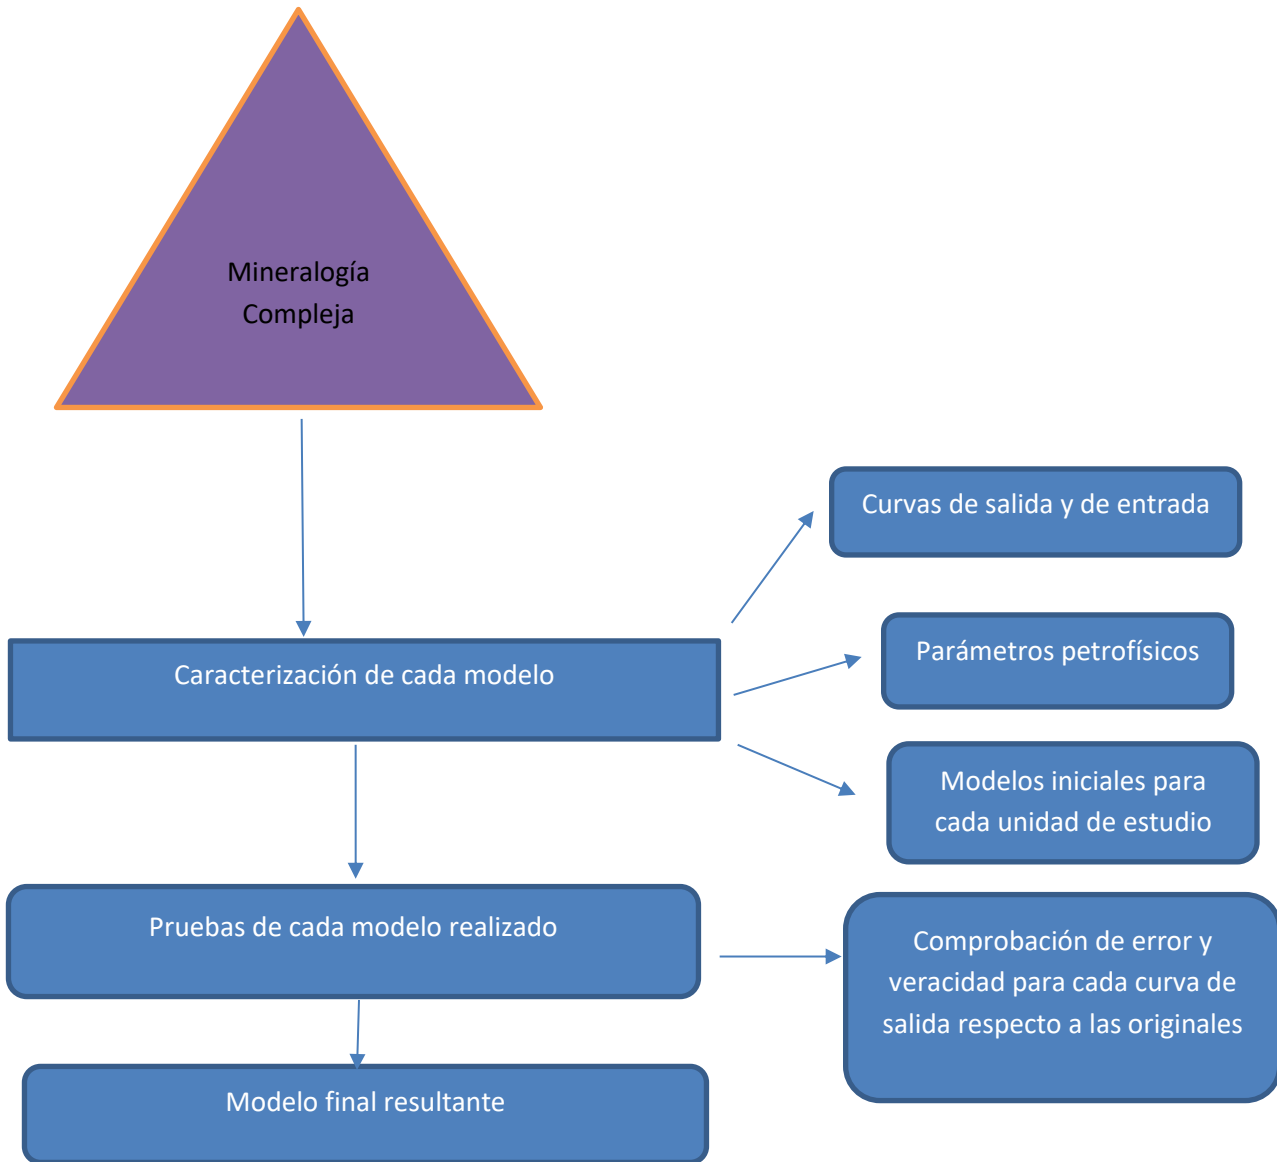 Mineralogía
Compleja
Curvas de salida y de entrada
Caracterización de cada modelo
Parámetros petrofísicos
Modelos iniciales para
cada unidad de estudio
Pruebas de cada modelo realizado
Comprobación de error y
veracidad para cada curva de
salida respecto a las originales
Modelo final resultante